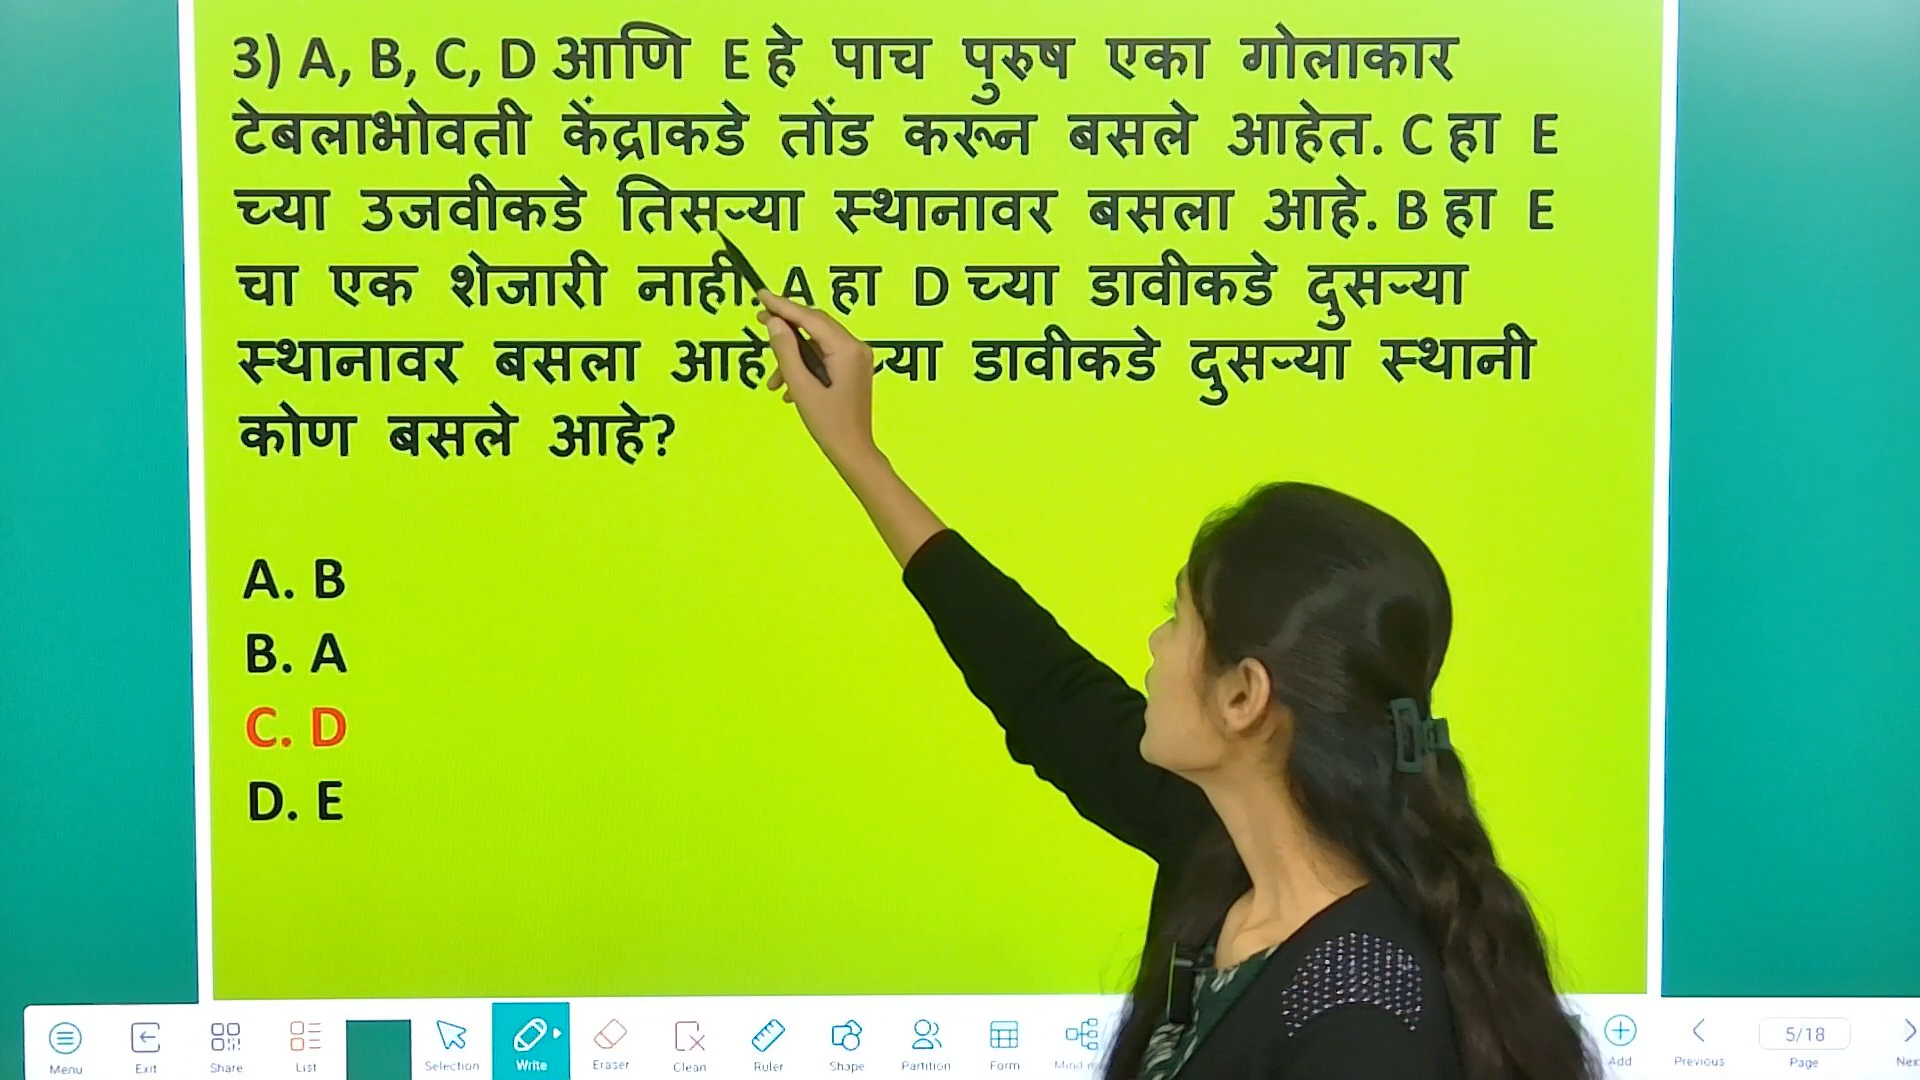 3) A, B, C, D आणि E हे पाच पुरुष एका गोलाकार
टेबलाभोवती केंद्राकडे तोंड करून बसले आहेत. C हा E
च्या उजवीकडे तिसऱ्या स्थानावर बसला आहे. B हा E
चा एक शेजारी नाही. A हा D च्या डावीकडे दुसऱ्या
स्थानावर बसला आहे च्या डावीकडे दुसऱ्या स्थानी
कोण बसले आहे?
A. B
B. A
C. D
D. E
Menu
Exit
Share
List
Selection
Write
Eraser
Clean
Ruler
Shape
Partition
Form
Mind
Add
Previous
5/18
Page